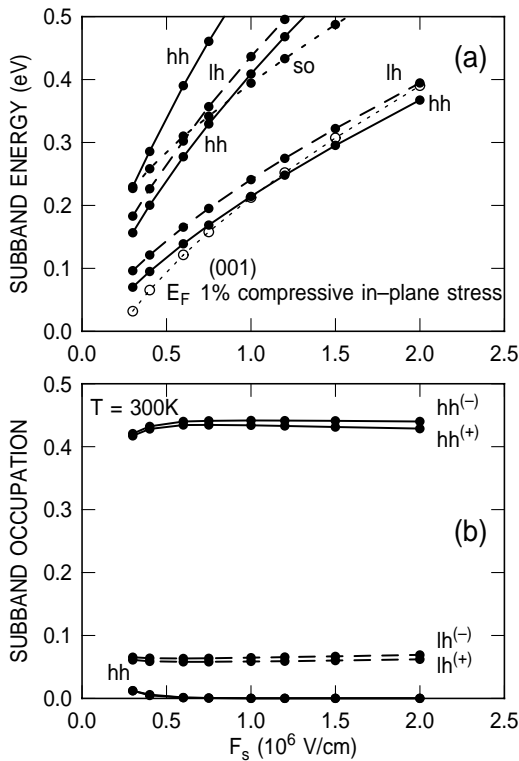 0.5
0.4
0.3
0.2
0.1
0.0
SUBBAND ENERGY (eV)
hh
lh
so
hh
lh
hh
(a)
(001)
E_F 1% compressive in–plane stress
0.0 0.5 1.0 1.5 2.0 2.5
0.5
0.4
0.3
0.2
0.1
0.0
SUBBAND OCCUPATION
T = 300K
hh(–)
hh(+)
(b)
lh(–)
lh(+)
hh
0.0 0.5 1.0 1.5 2.0 2.5
F_s (10^6 V/cm)